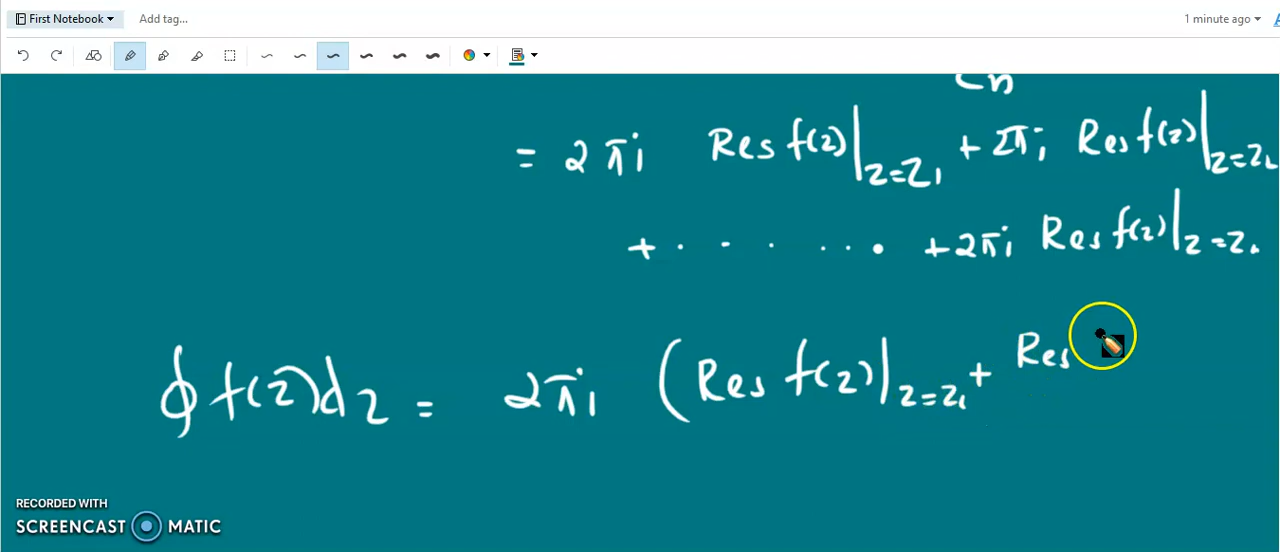 First Notebook Add tag... 1 minute ago
Cn
= 2πi Res f(z)|z=z1 + 2πi Res f(z)|z=z2
+ . . . . . . . + 2πi Res f(z)|z=z
∮ f(z)dz = 2πi (Res f(z)|z=z1 + Res
RECORDED WITH
SCREENCAST MATIC